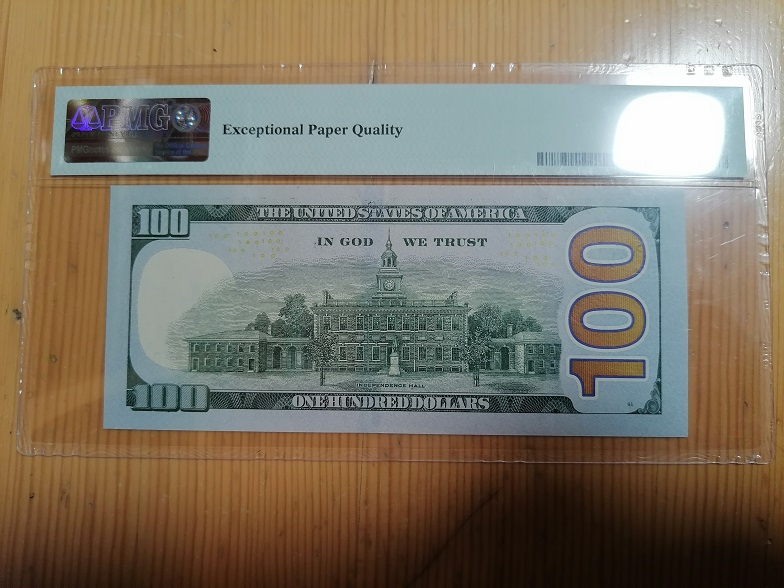 PMG
Exceptional Paper Quality
100
THE UNITED STATES OF AMERICA
IN GOD WE TRUST
100
INDEPENDENCE HALL
100
ONE HUNDRED DOLLARS